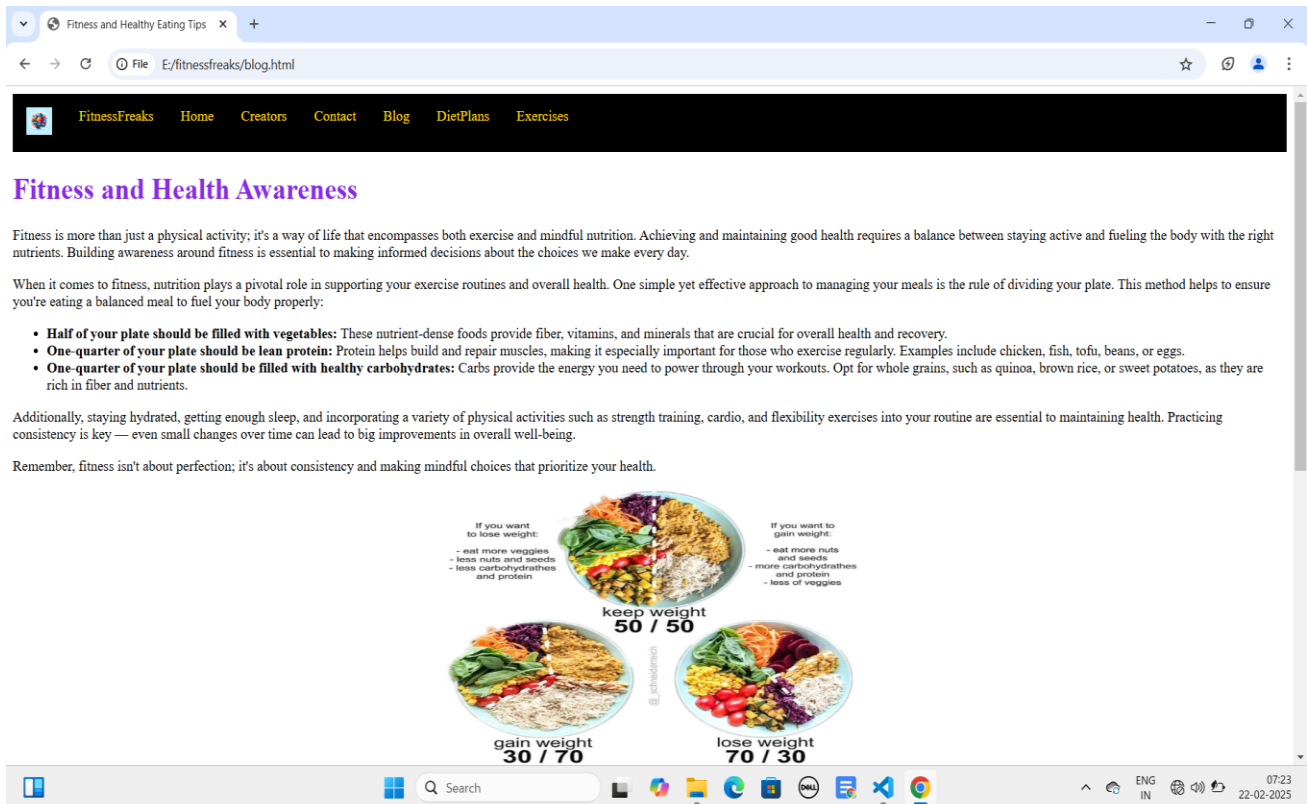 Fitness and Healthy Eating Tips
File E:/fitnessfreaks/blog.html
FitnessFreaks Home Creators Contact Blog DietPlans Exercises
Fitness and Health Awareness
Fitness is more than just a physical activity; it's a way of life that encompasses both exercise and mindful nutrition. Achieving and maintaining good health requires a balance between staying active and fueling the body with the right
nutrients. Building awareness around fitness is essential to making informed decisions about the choices we make every day.
When it comes to fitness, nutrition plays a pivotal role in supporting your exercise routines and overall health. One simple yet effective approach to managing your meals is the rule of dividing your plate. This method helps to ensure
you're eating a balanced meal to fuel your body properly:
• Half of your plate should be filled with vegetables: These nutrient-dense foods provide fiber, vitamins, and minerals that are crucial for overall health and recovery.
• One-quarter of your plate should be lean protein: Protein helps build and repair muscles, making it especially important for those who exercise regularly. Examples include chicken, fish, tofu, beans, or eggs.
• One-quarter of your plate should be filled with healthy carbohydrates: Carbs provide the energy you need to power through your workouts. Opt for whole grains, such as quinoa, brown rice, or sweet potatoes, as they are
rich in fiber and nutrients.
Additionally, staying hydrated, getting enough sleep, and incorporating a variety of physical activities such as strength training, cardio, and flexibility exercises into your routine are essential to maintaining health. Practicing
consistency is key — even small changes over time can lead to big improvements in overall well-being.
Remember, fitness isn't about perfection; it's about consistency and making mindful choices that prioritize your health.
If you want
to lose weight:
- eat more veggies
- less nuts and seeds
- less carbohydrathes
and protein
If you want to
gain weight:
- eat more nuts
and seeds
- more carbohydrathes
and protein
- less of veggies
keep weight
50 / 50
@_schneidereich
gain weight
30 / 70
lose weight
70 / 30
Search
DELL
ENG
IN
07:23
22-02-2025